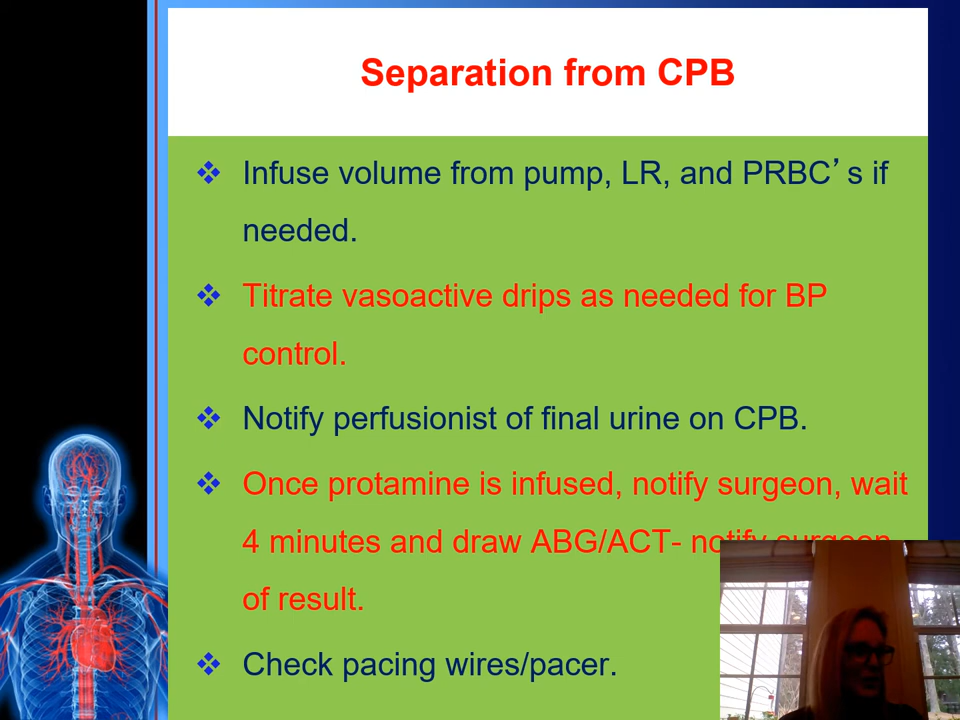 Separation from CPB
❖ Infuse volume from pump, LR, and PRBC’s if
needed.
❖ Titrate vasoactive drips as needed for BP
control.
❖ Notify perfusionist of final urine on CPB.
❖ Once protamine is infused, notify surgeon, wait
4 minutes and draw ABG/ACT- notify surgeon
of result.
❖ Check pacing wires/pacer.